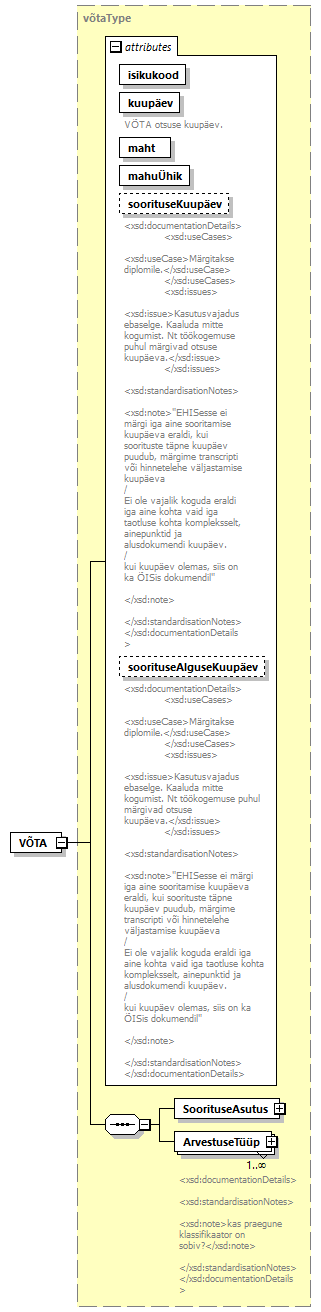 võtaType
attributes
isikukood
kuupäev
VÕTA otsuse kuupäev.
maht
mahuÜhik
soorituseKuupäev
<xsd:documentationDetails>
<xsd:useCases>
<xsd:useCase>Märgitakse
diplomile.</xsd:useCase>
</xsd:useCases>
<xsd:issues>
<xsd:issue>Kasutusvajadus
ebaselge. Kaaluda mitte
kogumist. Nt töökogemuse
puhul märgivad otsuse
kuupäeva.</xsd:issue>
</xsd:issues>
<xsd:standardisationNotes>
<xsd:note>"EHISesse ei
märgi iga aine sooritamise
kuupäeva eraldi, kui
soorituste täpne kuupäev
puudub, märgime transcripti
või hinnetelehe väljastamise
kuupäeva
/
Ei ole vajalik koguda eraldi
iga aine kohta vaid iga
taotluse kohta kompleksselt,
ainepunktid ja
alusdokumendi kuupäev.
/
kui kuupäev olemas, siis on
ka ÕISis dokumendil"
</xsd:note>
</xsd:standardisationNotes>
</xsd:documentationDetails
>
soorituseAlguseKuupäev
<xsd:documentationDetails>
<xsd:useCases>
<xsd:useCase>Märgitakse
diplomile.</xsd:useCase>
</xsd:useCases>
<xsd:issues>
<xsd:issue>Kasutusvajadus
ebaselge. Kaaluda mitte
kogumist. Nt töökogemuse puhul
märgivad otsuse
kuupäeva.</xsd:issue>
</xsd:issues>
<xsd:standardisationNotes>
<xsd:note>"EHISesse ei märgi
iga aine sooritamise kuupäeva
eraldi, kui soorituste täpne
kuupäev puudub, märgime
transcripti või hinnetelehe
väljastamise kuupäeva
/
Ei ole vajalik koguda eraldi iga
aine kohta vaid iga taotluse kohta
kompleksselt, ainepunktid ja
alusdokumendi kuupäev.
/
kui kuupäev olemas, siis on ka
ÕISis dokumendil"
</xsd:note>
</xsd:standardisationNotes>
</xsd:documentationDetails>
VÕTA
SoorituseAsutus
ArvestuseTüüp
1..∞
<xsd:documentationDetails>
<xsd:standardisationNotes>
<xsd:note>kas praegune
klassifikaator on
sobiv?</xsd:note>
</xsd:standardisationNotes>
</xsd:documentationDetails
>